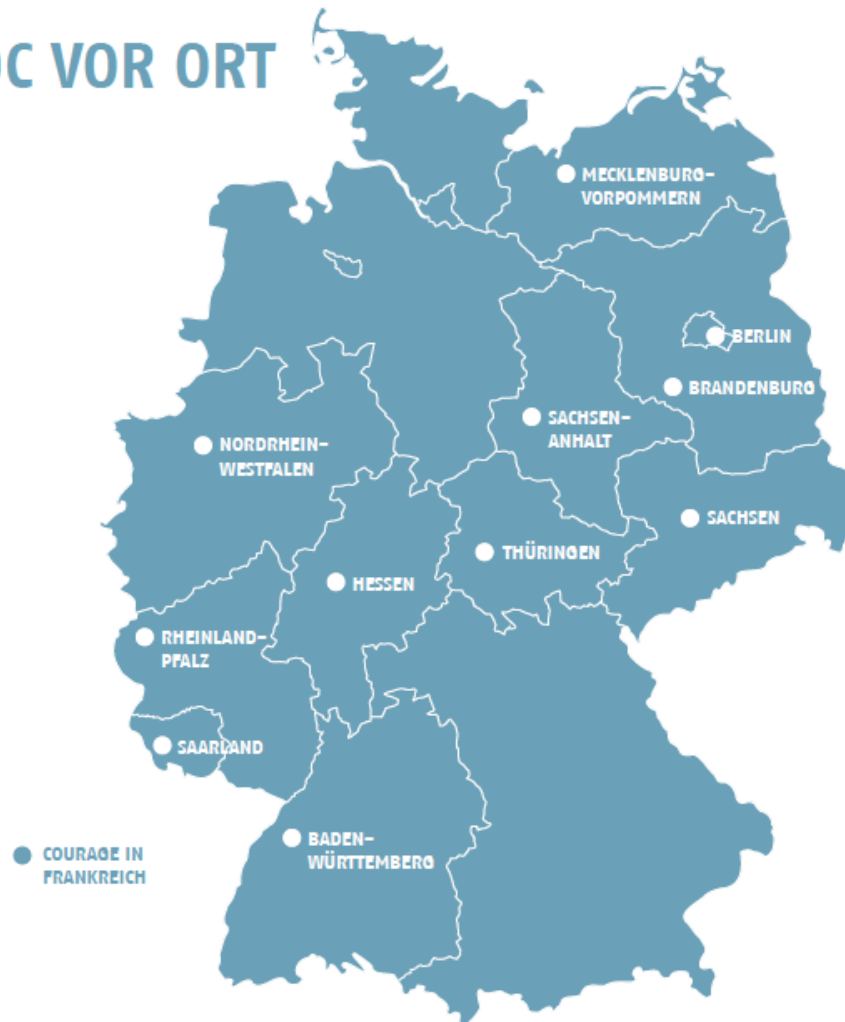 C VOR ORT
MECKLENBURG-
VORPOMMERN
BERLIN
BRANDENBURG
SACHSEN-
ANHALT
NORDRHEIN-
WESTFALEN
SACHSEN
THÜRINGEN
HESSEN
RHEINLAND-
PFALZ
SAARLAND
BADEN-
WÜRTTEMBERG
COURAGE IN
FRANKREICH